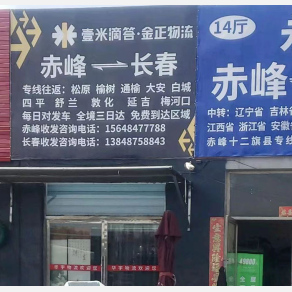 壹米滴答·金正物流
赤峰 长春
专线往返：松原 榆树 通榆 大安 白城
四平 舒兰 敦化 延吉 梅河口
每日对发车 全境三日达 免费到达区域
赤峰收发咨询电话：15648477788
长春收发咨询电话：13848758843
14厅
赤峰
中转：辽宁省 吉林
江西省 浙江省 安徽
赤峰十二旗县专线